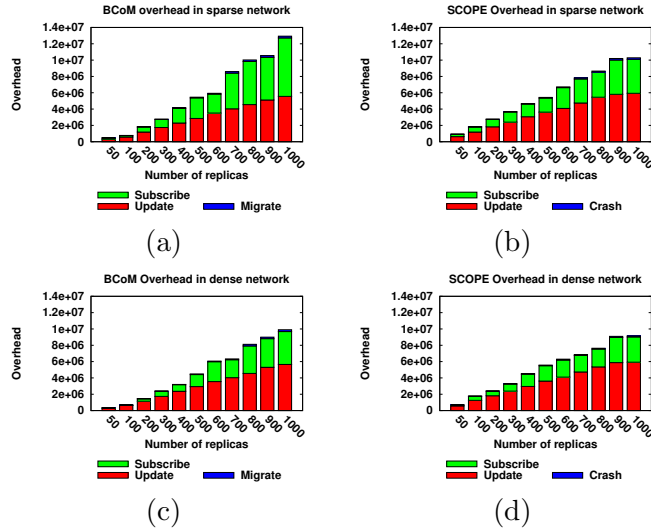 BCoM overhead in sparse network
1.4e+07
1.2e+07
1e+07
8e+06
6e+06
4e+06
2e+06
0
Overhead
50 100 200 300 400 500 600 700 800 900 1000
Number of replicas
Subscribe
Update Migrate
(a)
SCOPE Overhead in sparse network
1.4e+07
1.2e+07
1e+07
8e+06
6e+06
4e+06
2e+06
0
Overhead
50 100 200 300 400 500 600 700 800 900 1000
Number of replicas
Subscribe
Update Crash
(b)
BCoM Overhead in dense network
1.4e+07
1.2e+07
1e+07
8e+06
6e+06
4e+06
2e+06
0
Overhead
50 100 200 300 400 500 600 700 800 900 1000
Number of replicas
Subscribe
Update Migrate
(c)
SCOPE Overhead in dense network
1.4e+07
1.2e+07
1e+07
8e+06
6e+06
4e+06
2e+06
0
Overhead
50 100 200 300 400 500 600 700 800 900 1000
Number of replicas
Subscribe
Update Crash
(d)